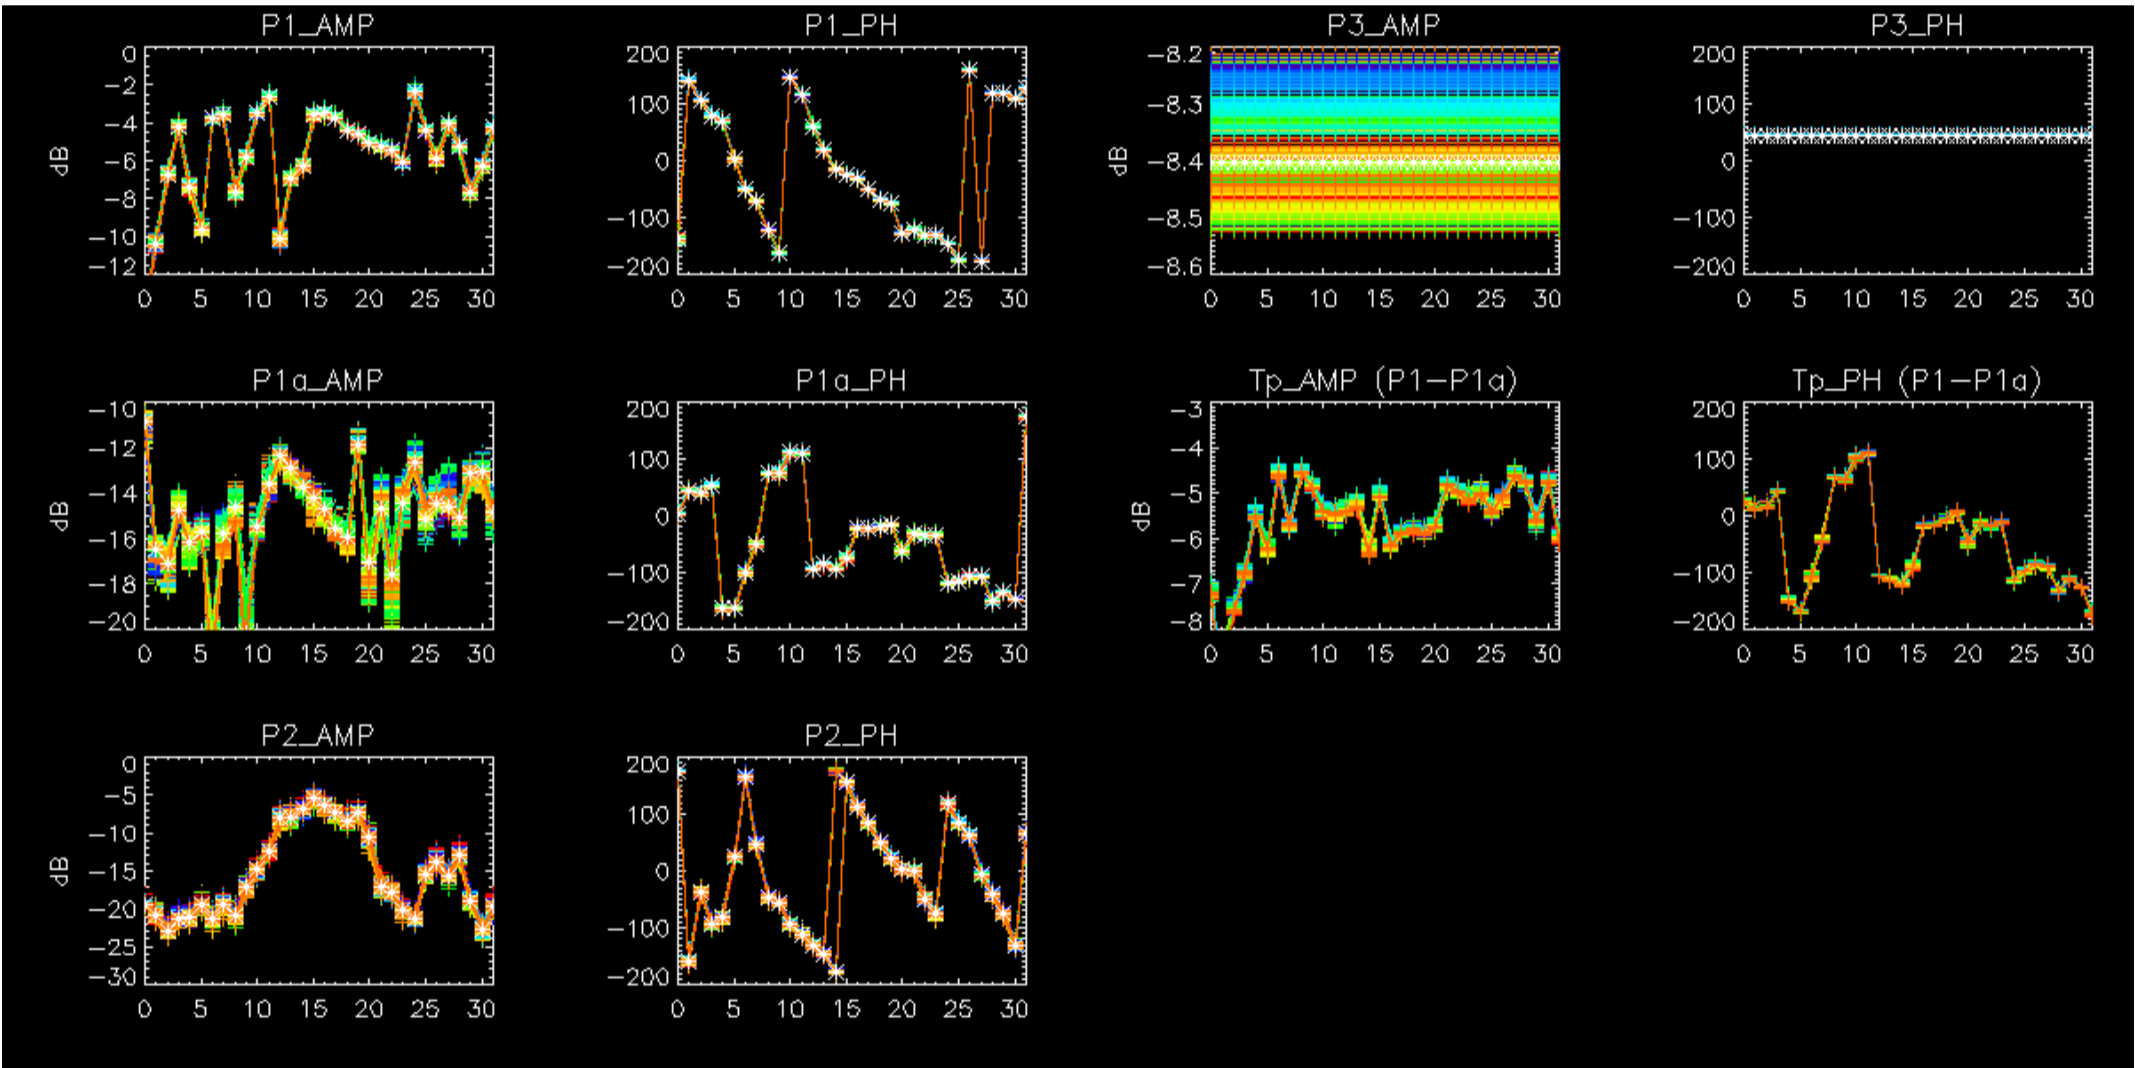 P1_AMP
P1_PH
P3_AMP
P3_PH
0
−2
−4
−6
−8
−10
−12
dB
0 5 10 15 20 25 30
200
100
0
−100
−200
0 5 10 15 20 25 30
−8.2
−8.3
−8.4
−8.5
−8.6
dB
0 5 10 15 20 25 30
200
100
0
−100
−200
0 5 10 15 20 25 30
P1a_AMP
P1a_PH
Tp_AMP (P1−P1a)
Tp_PH (P1−P1a)
−10
−12
−14
−16
−18
−20
dB
0 5 10 15 20 25 30
200
100
0
−100
−200
0 5 10 15 20 25 30
−3
−4
−5
−6
−7
−8
dB
0 5 10 15 20 25 30
200
100
0
−100
−200
0 5 10 15 20 25 30
P2_AMP
P2_PH
0
−5
−10
−15
−20
−25
−30
dB
0 5 10 15 20 25 30
200
100
0
−100
−200
0 5 10 15 20 25 30